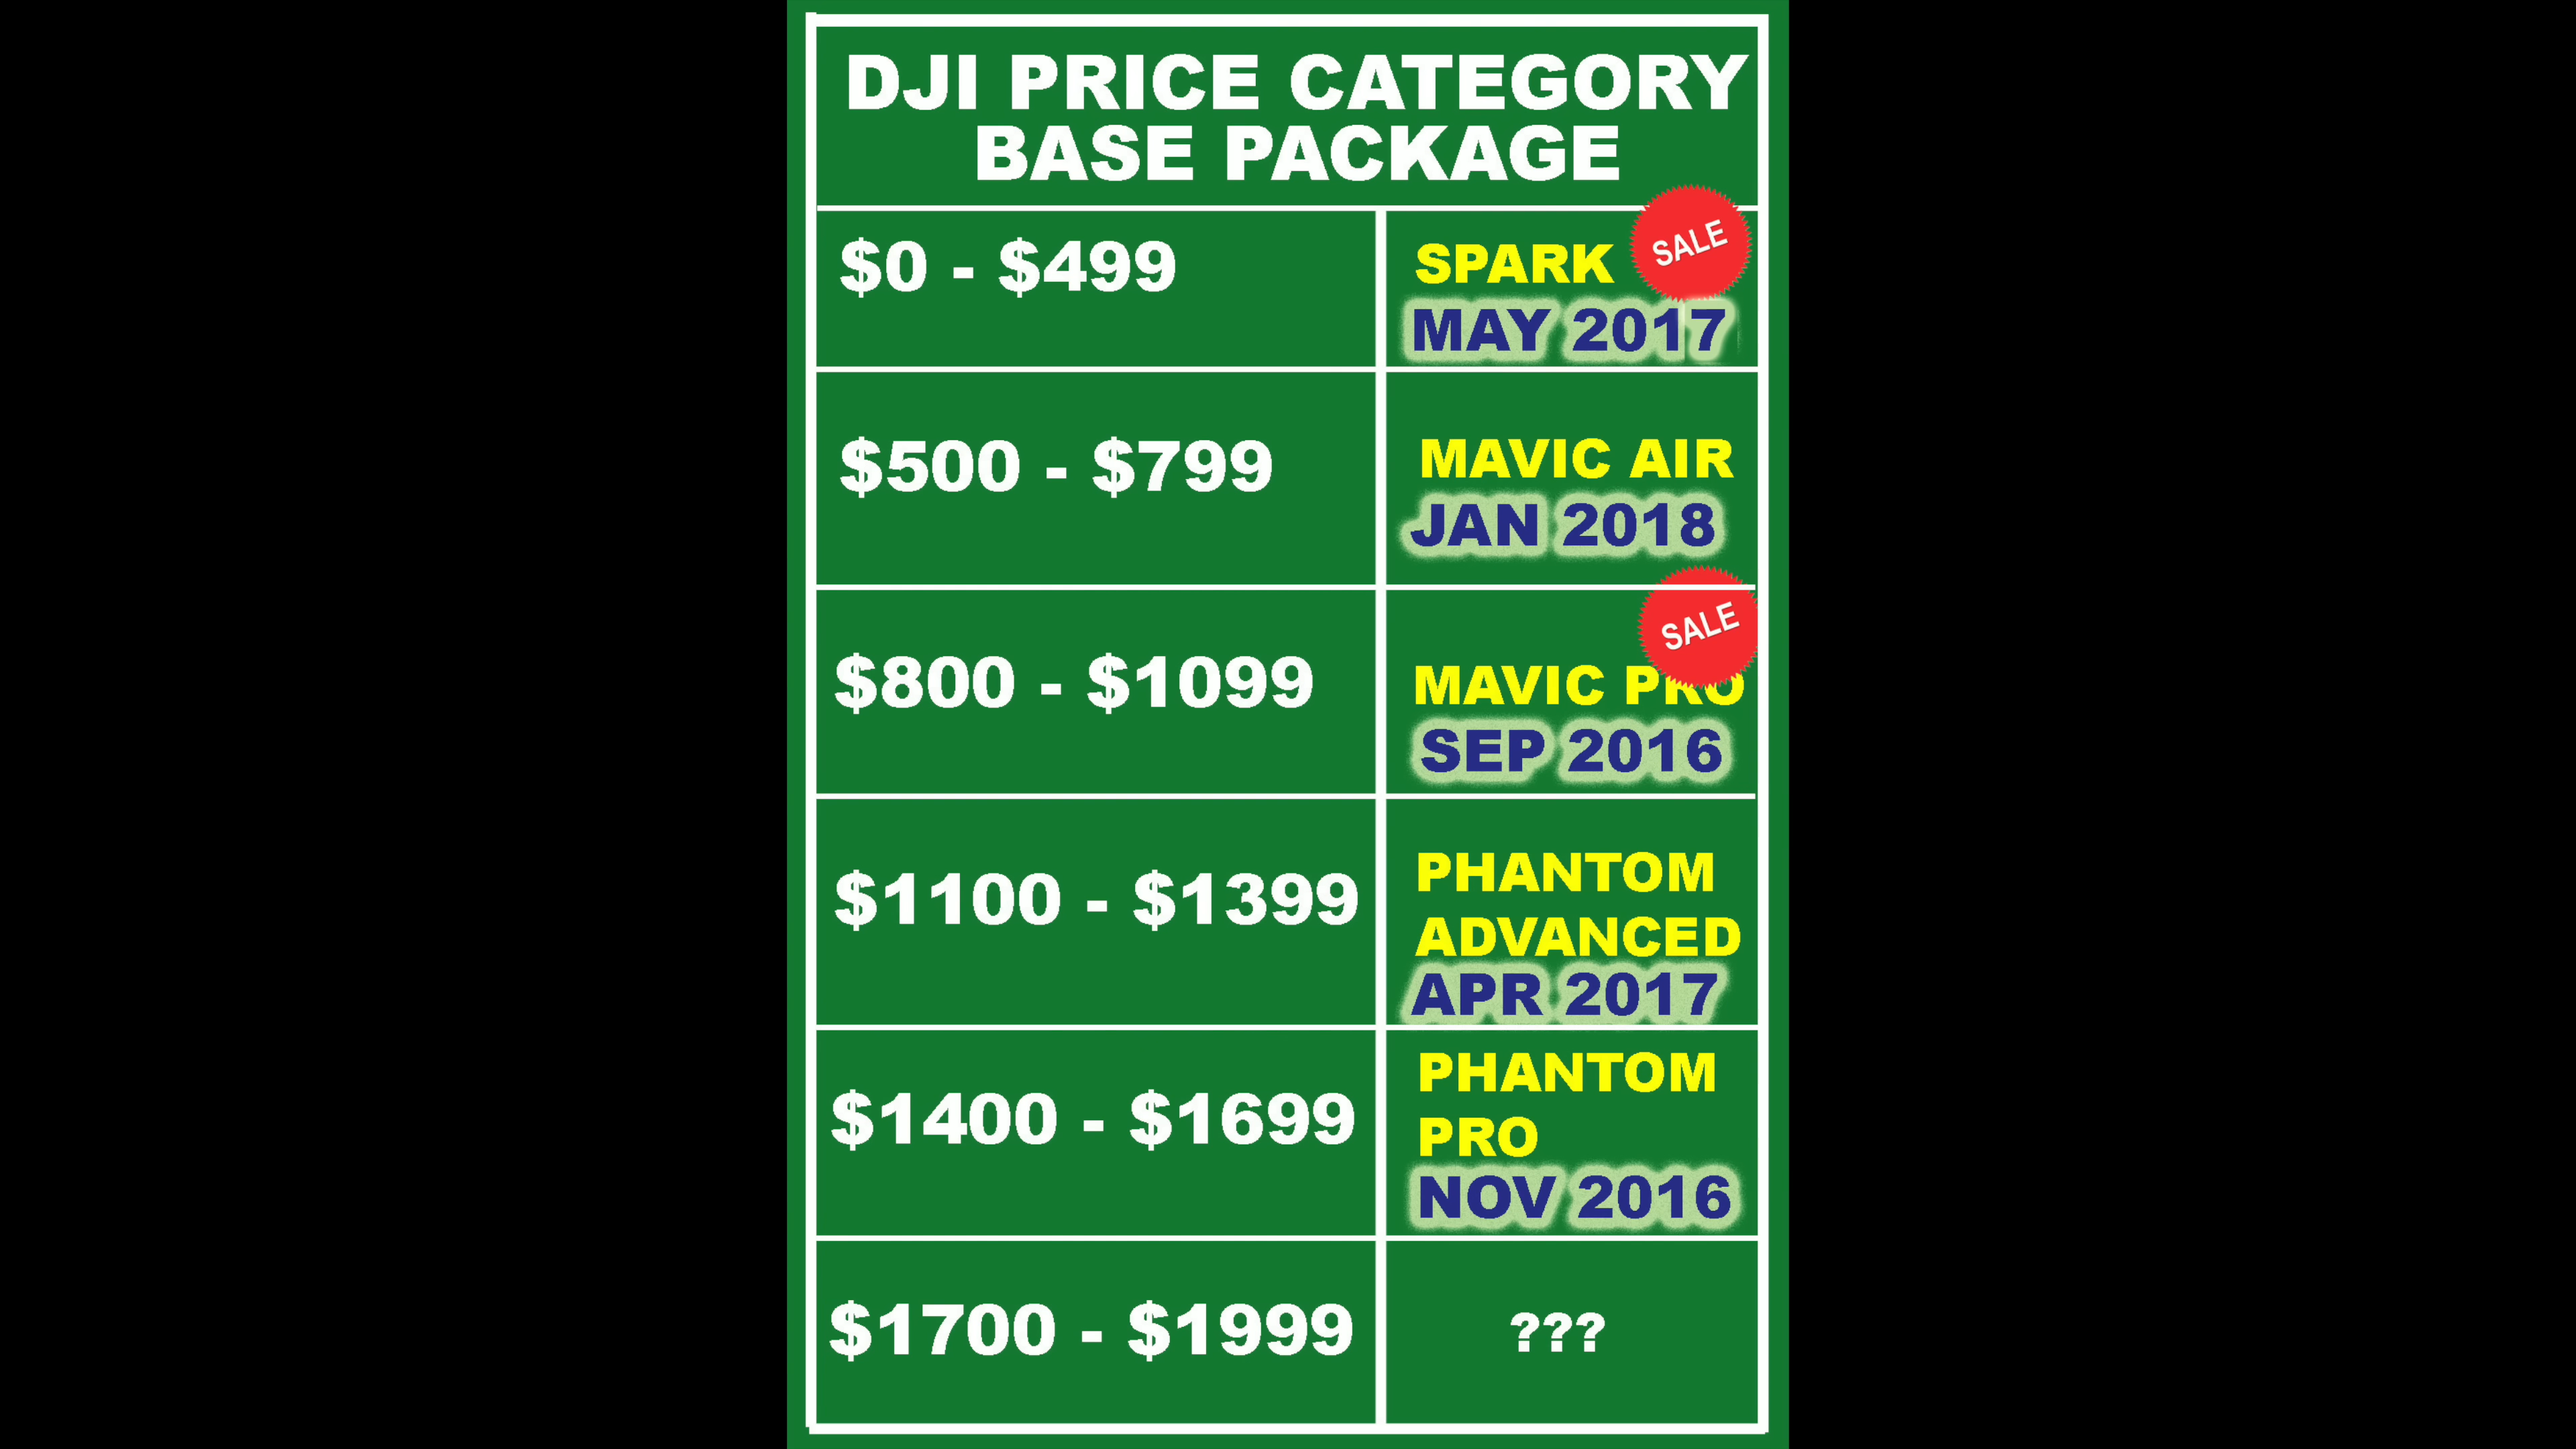 DJI PRICE CATEGORY
BASE PACKAGE
$0 - $499
SPARK
SALE
MAY 2017
$500 - $799
MAVIC AIR
JAN 2018
$800 - $1099
SALE
MAVIC PRO
SEP 2016
$1100 - $1399
PHANTOM
ADVANCED
APR 2017
$1400 - $1699
PHANTOM
PRO
NOV 2016
$1700 - $1999
???